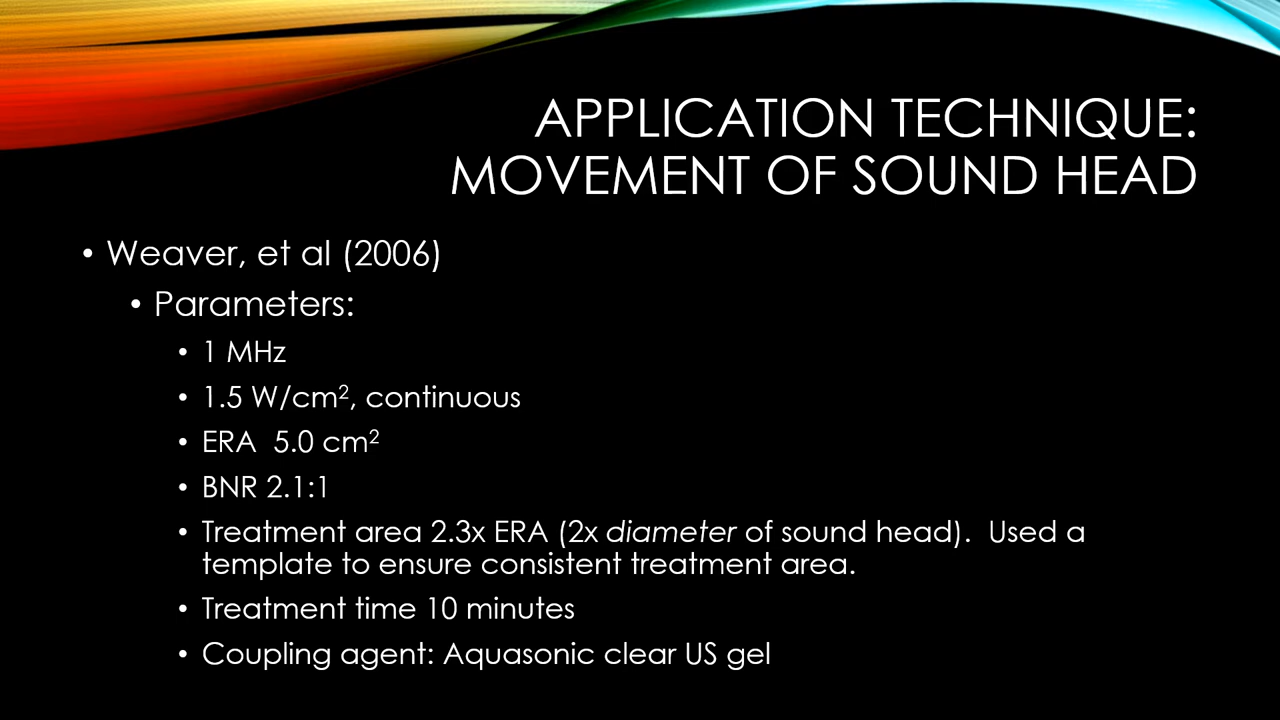 APPLICATION TECHNIQUE:
MOVEMENT OF SOUND HEAD
• Weaver, et al (2006)
• Parameters:
• 1 MHz
• 1.5 W/cm², continuous
• ERA  5.0 cm²
• BNR 2.1:1
• Treatment area 2.3x ERA (2x diameter of sound head).  Used a
template to ensure consistent treatment area.
• Treatment time 10 minutes
• Coupling agent: Aquasonic clear US gel